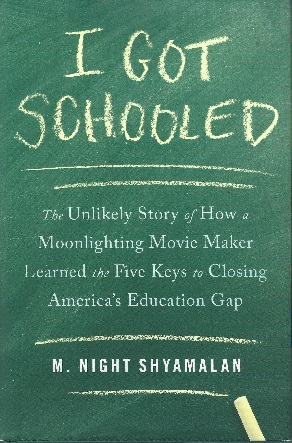 I GOT
SCHOOLED
The Unlikely Story of How a
Moonlighting Movie Maker
Learned the Five Keys to Closing
America's Education Gap
M. NIGHT SHYAMALAN